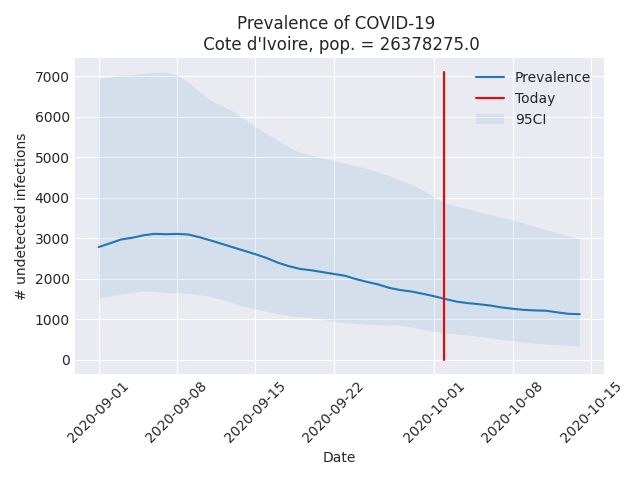 Prevalence of COVID-19
Cote d'Ivoire, pop. = 26378275.0
7000
6000
5000
4000
3000
2000
1000
0
# undetected infections
Prevalence
Today
95CI
2020-09-01
2020-09-08
2020-09-15
2020-09-22
2020-10-01
2020-10-08
2020-10-15
Date